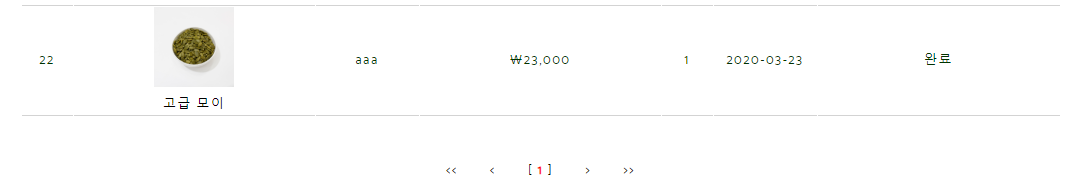 22 aaa ₩23,000 1 2020-03-23 완료
고급 모이
<< < [ 1 ] > >>